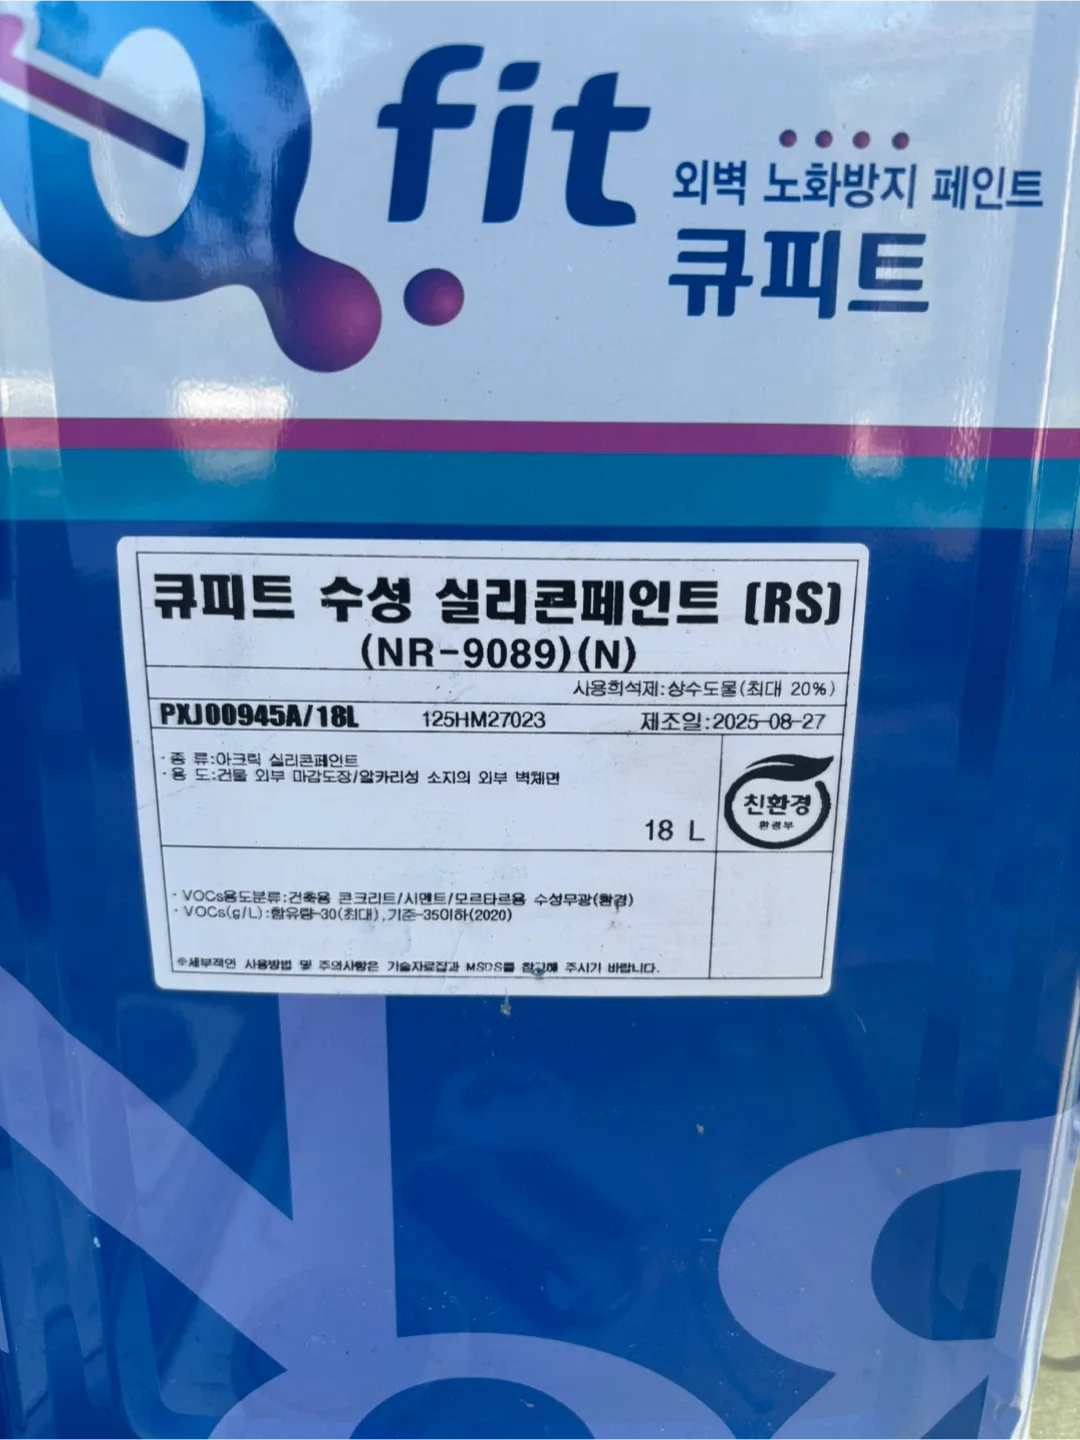 Qfit
외벽 노화방지 페인트
큐피트
큐피트 수성 실리콘페인트 (RS)
(NR-9089)(N)
사용희석제:상수도물(최대 20%)
PXJ00945A/18L 125HM27023 제조일:2025-08-27
· 종 류:아크릭 실리콘페인트
· 용 도:건물 외부 마감도장/알카리성 소지의 외부 벽체면
친환경
환경부
18 L
· VOCs용도분류:건축용 콘크리트/시멘트/모르타르용 수성무광(환경)
· VOCs(g/L):함유량-30(최대),기준-35이하(2020)
※세부적인 사용방법 및 주의사항은 기술자료집과 MSDS를 참고해 주시기 바랍니다.